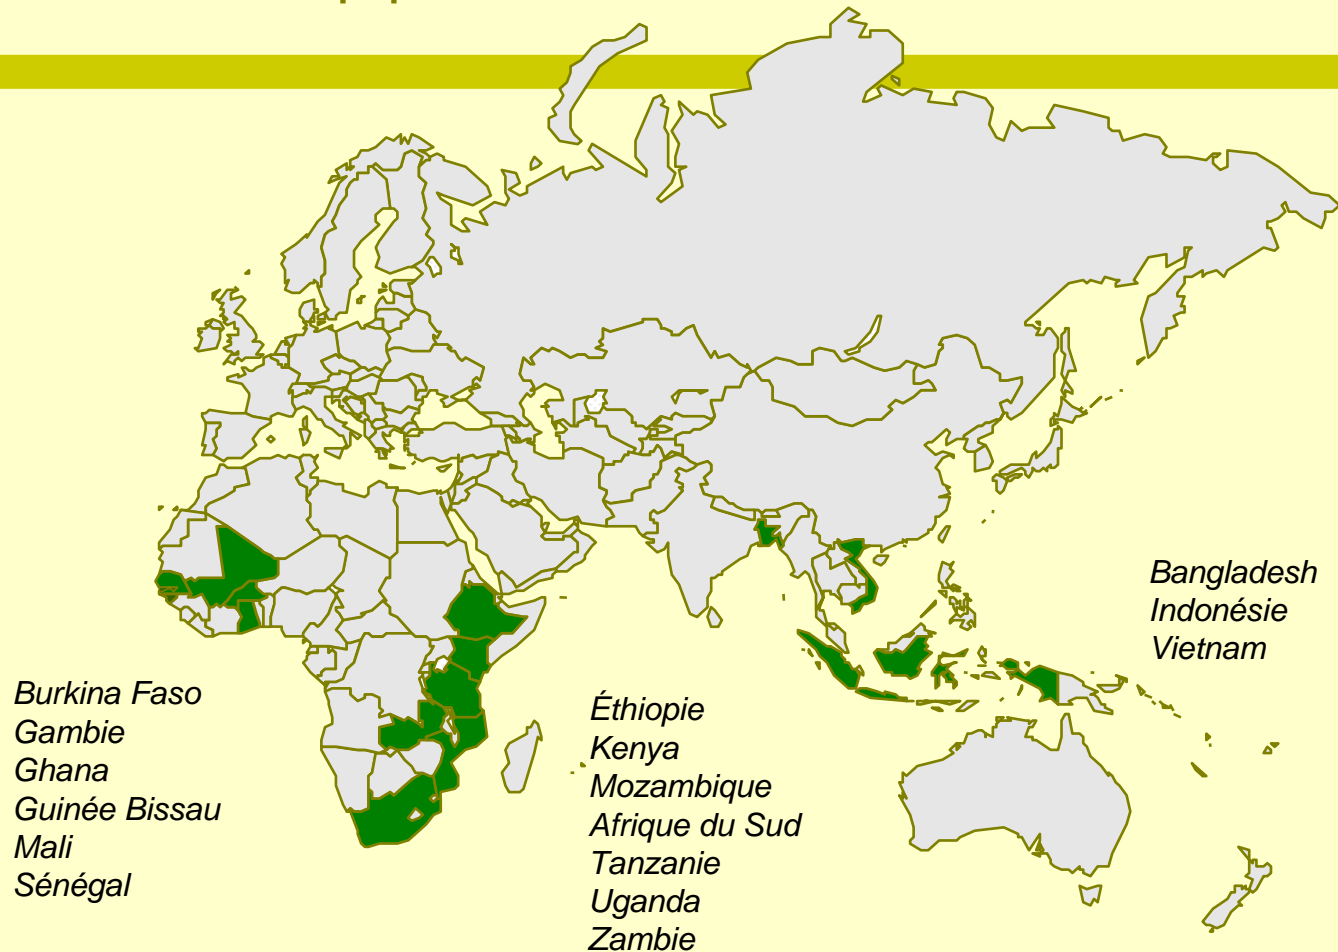 Bangladesh
Indonésie
Vietnam
Burkina Faso
Gambie
Ghana
Guinée Bissau
Mali
Sénégal
Éthiopie
Kenya
Mozambique
Afrique du Sud
Tanzanie
Uganda
Zambie